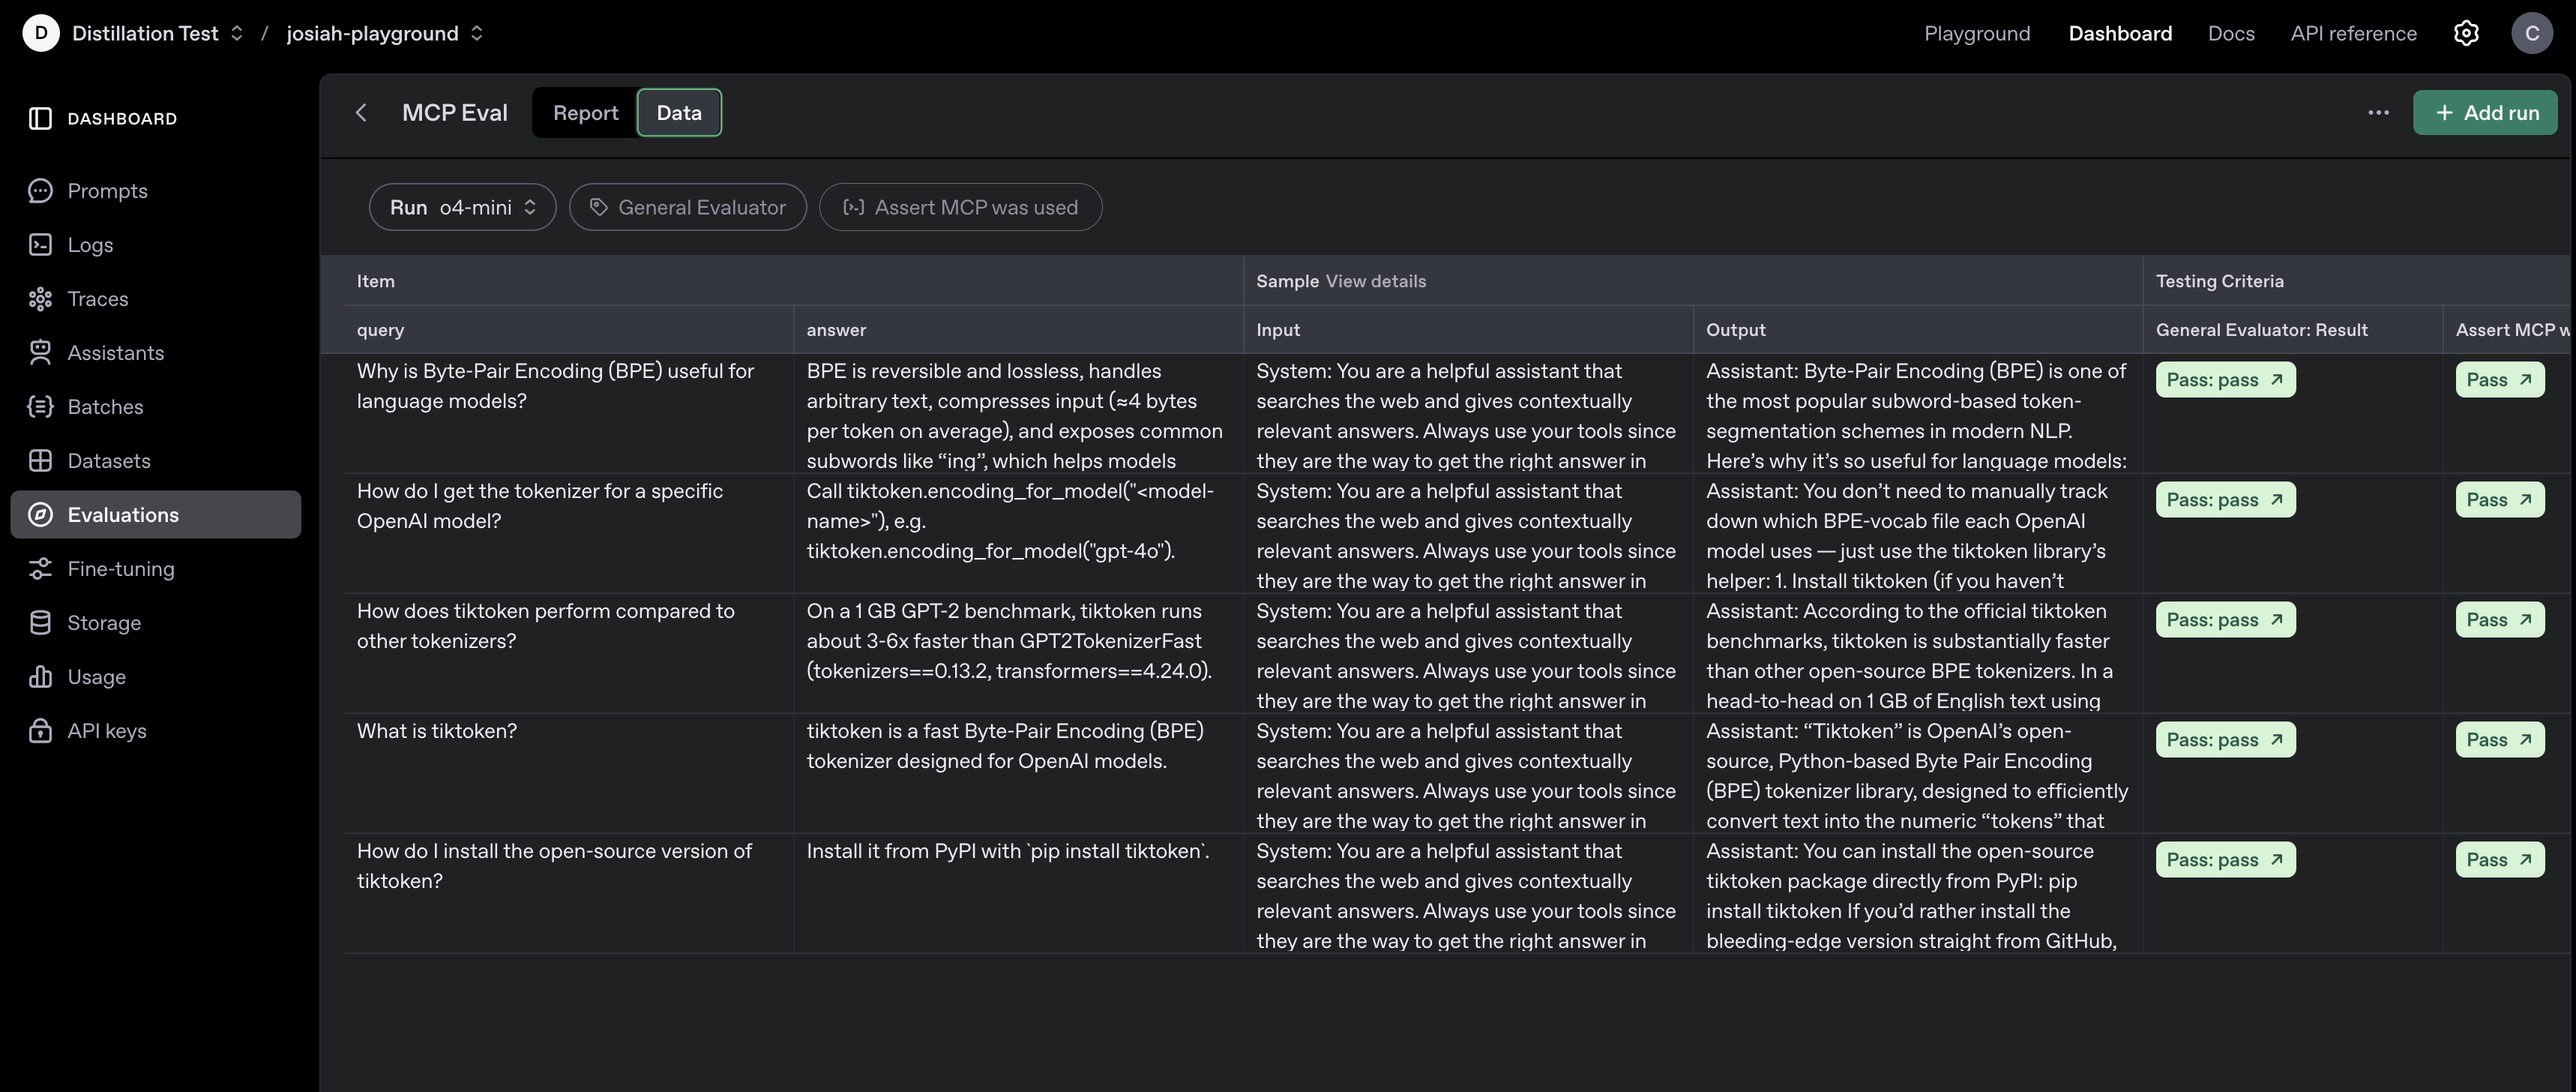 D Distillation Test / josiah-playground
Playground Dashboard Docs API reference C
DASHBOARD
Prompts
Logs
Traces
Assistants
Batches
Datasets
Evaluations
Fine-tuning
Storage
Usage
API keys
MCP Eval Report Data
... + Add run
Run o4-mini General Evaluator Assert MCP was used
Item Sample View details Testing Criteria
query answer Input Output General Evaluator: Result Assert MCP w
Why is Byte-Pair Encoding (BPE) useful for
language models?
BPE is reversible and lossless, handles
arbitrary text, compresses input (≈4 bytes
per token on average), and exposes common
subwords like “ing”, which helps models
System: You are a helpful assistant that
searches the web and gives contextually
relevant answers. Always use your tools since
they are the way to get the right answer in
Assistant: Byte-Pair Encoding (BPE) is one of
the most popular subword-based token-
segmentation schemes in modern NLP.
Here’s why it’s so useful for language models:
Pass: pass
Pass
How do I get the tokenizer for a specific
OpenAI model?
Call tiktoken.encoding_for_model("<model-
name>"), e.g.
tiktoken.encoding_for_model("gpt-4o").
System: You are a helpful assistant that
searches the web and gives contextually
relevant answers. Always use your tools since
they are the way to get the right answer in
Assistant: You don’t need to manually track
down which BPE-vocab file each OpenAI
model uses — just use the tiktoken library’s
helper: 1. Install tiktoken (if you haven’t
Pass: pass
Pass
How does tiktoken perform compared to
other tokenizers?
On a 1 GB GPT-2 benchmark, tiktoken runs
about 3-6x faster than GPT2TokenizerFast
(tokenizers==0.13.2, transformers==4.24.0).
System: You are a helpful assistant that
searches the web and gives contextually
relevant answers. Always use your tools since
they are the way to get the right answer in
Assistant: According to the official tiktoken
benchmarks, tiktoken is substantially faster
than other open-source BPE tokenizers. In a
head-to-head on 1 GB of English text using
Pass: pass
Pass
What is tiktoken?
tiktoken is a fast Byte-Pair Encoding (BPE)
tokenizer designed for OpenAI models.
System: You are a helpful assistant that
searches the web and gives contextually
relevant answers. Always use your tools since
they are the way to get the right answer in
Assistant: “Tiktoken” is OpenAI’s open-
source, Python-based Byte Pair Encoding
(BPE) tokenizer library, designed to efficiently
convert text into the numeric “tokens” that
Pass: pass
Pass
How do I install the open-source version of
tiktoken?
Install it from PyPI with `pip install tiktoken`.
System: You are a helpful assistant that
searches the web and gives contextually
relevant answers. Always use your tools since
they are the way to get the right answer in
Assistant: You can install the open-source
tiktoken package directly from PyPI: pip
install tiktoken If you’d rather install the
bleeding-edge version straight from GitHub,
Pass: pass
Pass